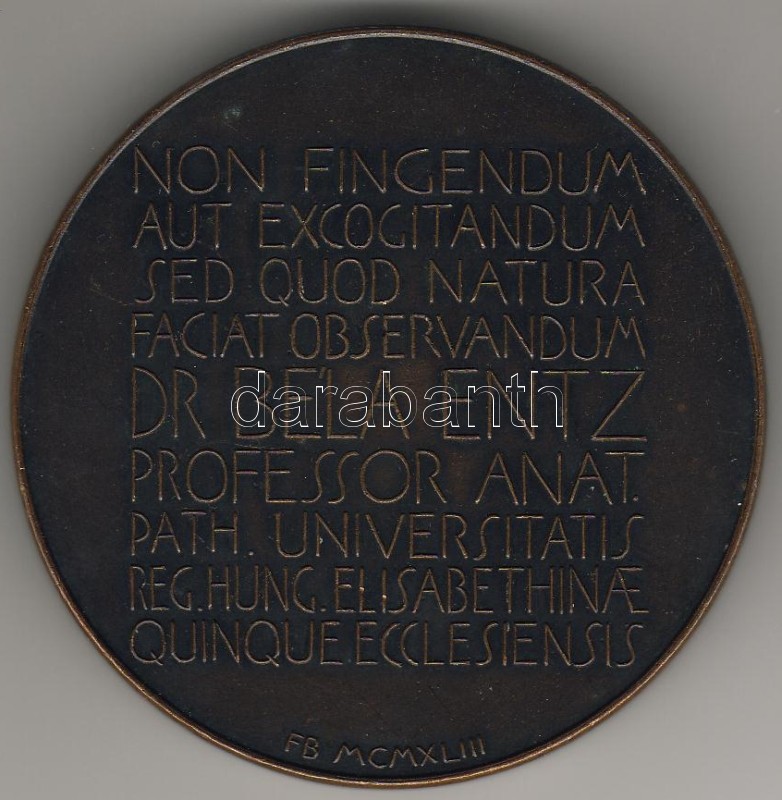 NON FINGENDUM
AUT EXCOGITANDUM
SED QUOD NATURA
FACIAT OBSERVANDUM
DR BÉLA ENTZ
darabanth
PROFESSOR ANAT.
PATH. UNIVERSITATIS
REG. HUNG. ELISABETHINÆ
QUINQUE ECCLESIENSIS
FB MCMXLIII